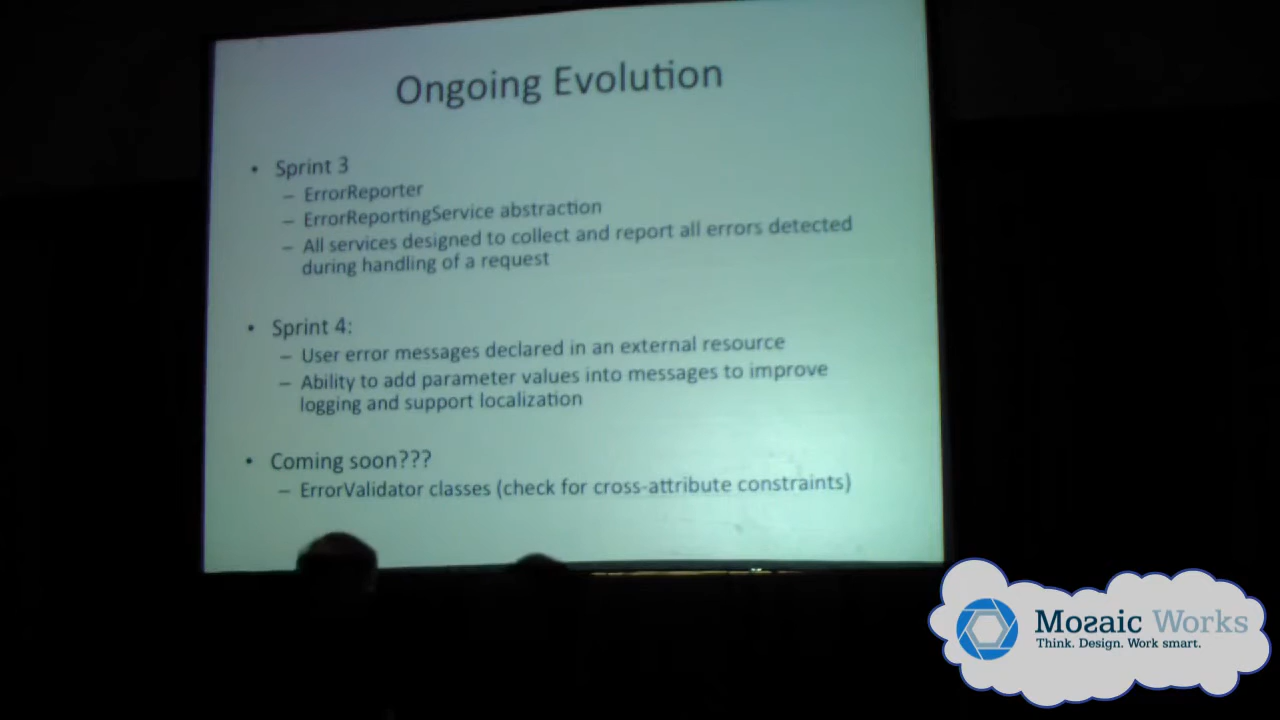 Ongoing Evolution
• Sprint 3
– ErrorReporter
– ErrorReportingService abstraction
– All services designed to collect and report all errors detected
during handling of a request
• Sprint 4:
– User error messages declared in an external resource
– Ability to add parameter values into messages to improve
logging and support localization
• Coming soon???
– ErrorValidator classes (check for cross-attribute constraints)
Mozaic Works
Think. Design. Work smart.